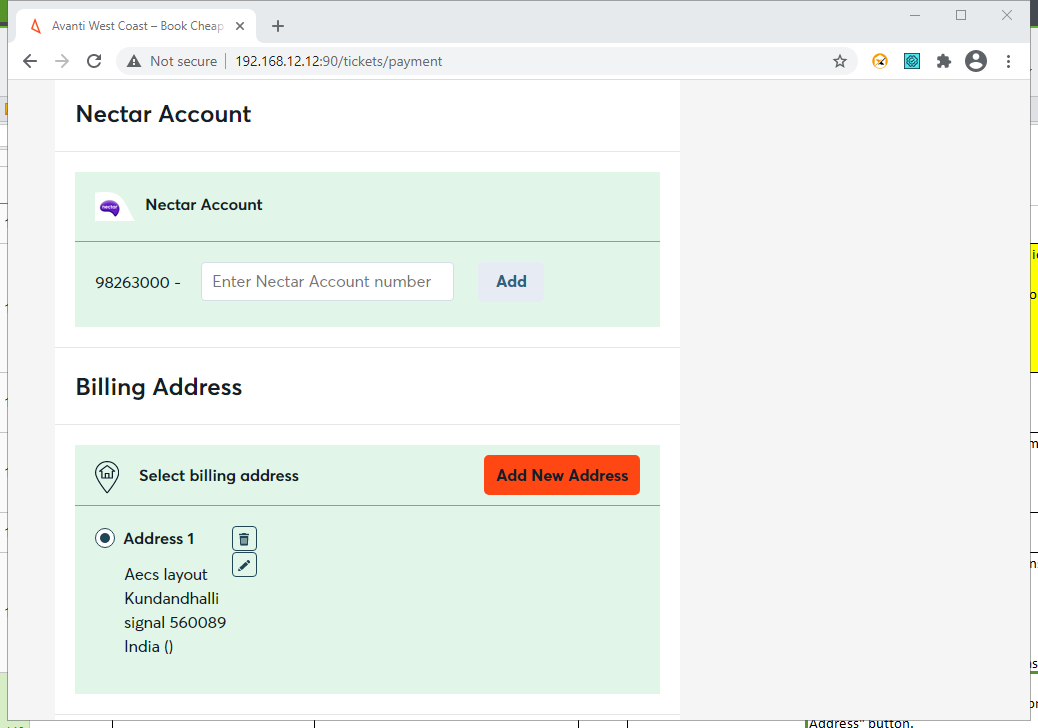 Avanti West Coast – Book Cheap
Not secure
192.168.12.12:90/tickets/payment
Nectar Account
nectar
Nectar Account
98263000 -
Enter Nectar Account number
Add
Billing Address
Select billing address
Add New Address
Address 1
Aecs layout
Kundandhalli
signal 560089
India ()
Address" button.